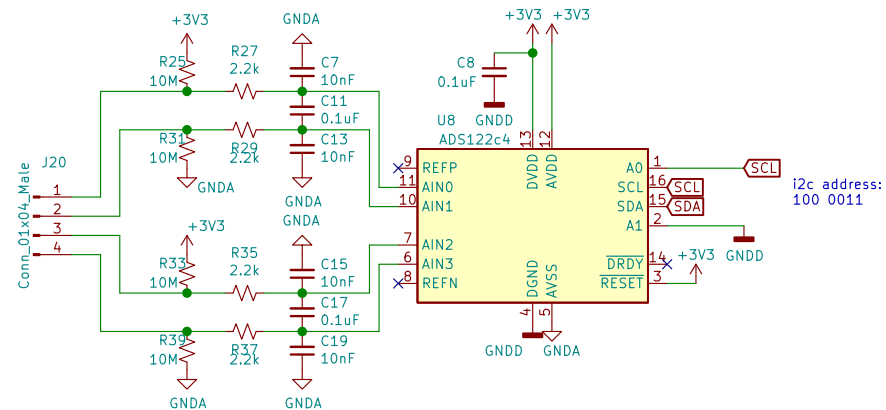 +3V3
GNDA
+3V3 +3V3
R25
10M
R27
2.2k
C7
10nF
C8
0.1uF
GNDD
C11
0.1uF
U8
ADS122c4
R31
10M
R29
2.2k
C13
10nF
GNDA
GNDA
J20
Conn_01x04_Male
1
2
3
4
13
12
DVDD
AVDD
9 REFP
11 AIN0
10 AIN1
7 AIN2
6 AIN3
8 REFN
A0 1 SCL
SCL 16 SCL
SDA 15 SDA
A1 2
GNDD
DRDY 14
RESET 3
+3V3
DGND
AVSS
4
5
GNDD GNDA
i2c address:
100 0011
+3V3
GNDA
R33
10M
R35
2.2k
C15
10nF
C17
0.1uF
R39
10M
R37
2.2k
C19
10nF
GNDA
GNDA